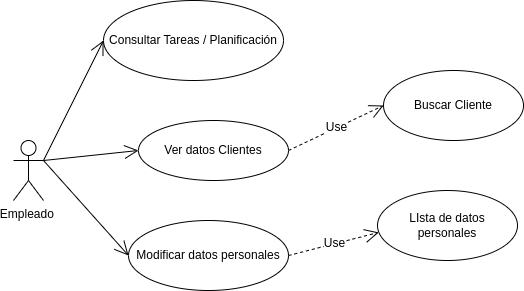 Consultar Tareas / Planificación
Buscar Cliente
Use
Ver datos Clientes
Empleado
LIsta de datos
personales
Use
Modificar datos personales